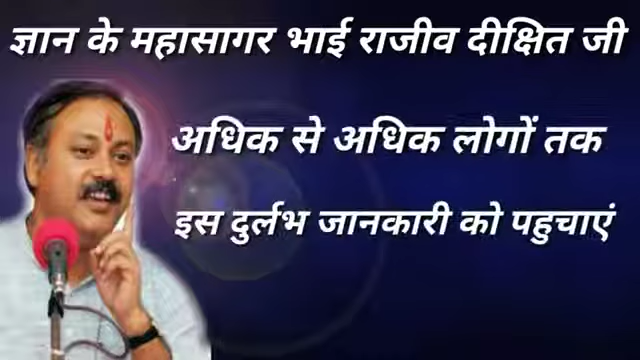 ज्ञान के महासागर भाई राजीव दीक्षित जी
अधिक से अधिक लोगों तक
इस दुर्लभ जानकारी को पहुचाएं